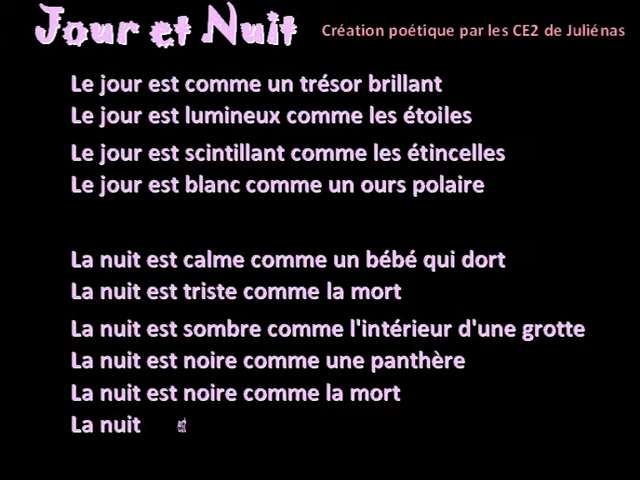 Jour et Nuit
Création poétique par les CE2 de Juliénas
Le jour est comme un trésor brillant
Le jour est lumineux comme les étoiles
Le jour est scintillant comme les étincelles
Le jour est blanc comme un ours polaire
La nuit est calme comme un bébé qui dort
La nuit est triste comme la mort
La nuit est sombre comme l'intérieur d'une grotte
La nuit est noire comme une panthère
La nuit est noire comme la mort
La nuit